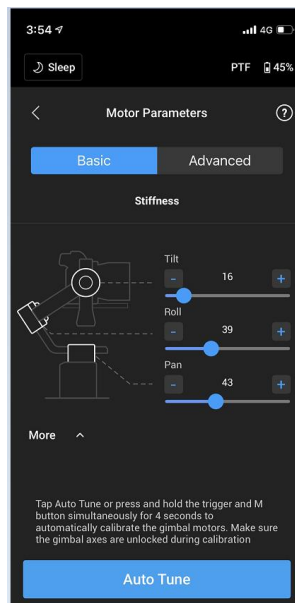 3:54 4G
Sleep PTF 45%
Motor Parameters ?
Basic Advanced
Stiffness
Tilt
- 16 +
Roll
- 39 +
Pan
- 43 +
More
Tap Auto Tune or press and hold the trigger and M
button simultaneously for 4 seconds to
automatically calibrate the gimbal motors. Make sure
the gimbal axes are unlocked during calibration
Auto Tune